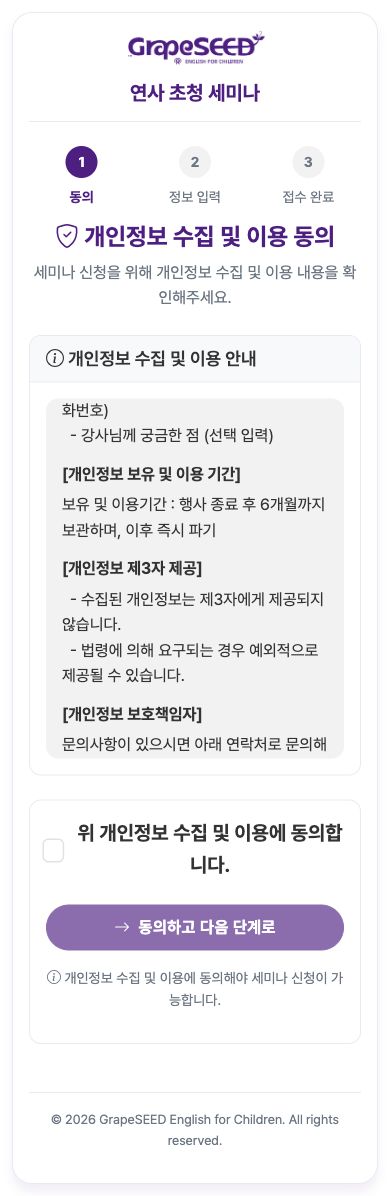 GrapeSEED
ENGLISH FOR CHILDREN
연사 초청 세미나
1
2
3
동의
정보 입력
접수 완료
개인정보 수집 및 이용 동의
세미나 신청을 위해 개인정보 수집 및 이용 내용을 확
인해주세요.
개인정보 수집 및 이용 안내
화번호)
- 강사님께 궁금한 점 (선택 입력)
[개인정보 보유 및 이용 기간]
보유 및 이용기간 : 행사 종료 후 6개월까지
보관하며, 이후 즉시 파기
[개인정보 제3자 제공]
- 수집된 개인정보는 제3자에게 제공되지
않습니다.
- 법령에 의해 요구되는 경우 예외적으로
제공될 수 있습니다.
[개인정보 보호책임자]
문의사항이 있으시면 아래 연락처로 문의해
위 개인정보 수집 및 이용에 동의합
니다.
→ 동의하고 다음 단계로
개인정보 수집 및 이용에 동의해야 세미나 신청이 가
능합니다.
© 2026 GrapeSEED English for Children. All rights
reserved.